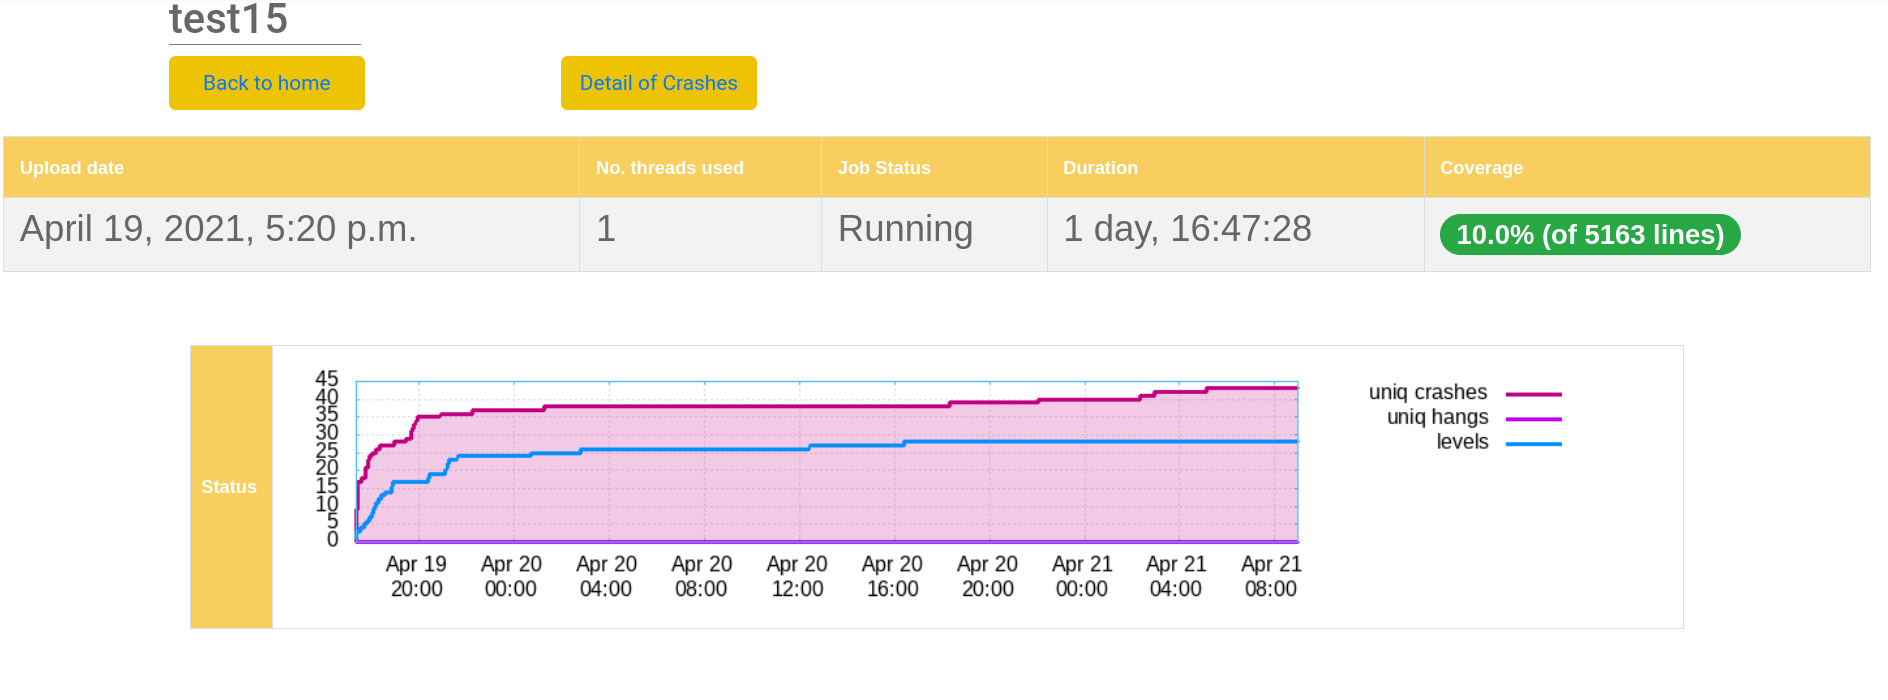 test15
Back to home
Detail of Crashes
Upload date No. threads used Job Status Duration Coverage
April 19, 2021, 5:20 p.m. 1 Running 1 day, 16:47:28 10.0% (of 5163 lines)
Status
45
40
35
30
25
20
15
10
5
0
Apr 19 Apr 20 Apr 20 Apr 20 Apr 20 Apr 20 Apr 20 Apr 21 Apr 21 Apr 21
20:00 00:00 04:00 08:00 12:00 16:00 20:00 00:00 04:00 08:00
uniq crashes
uniq hangs
levels